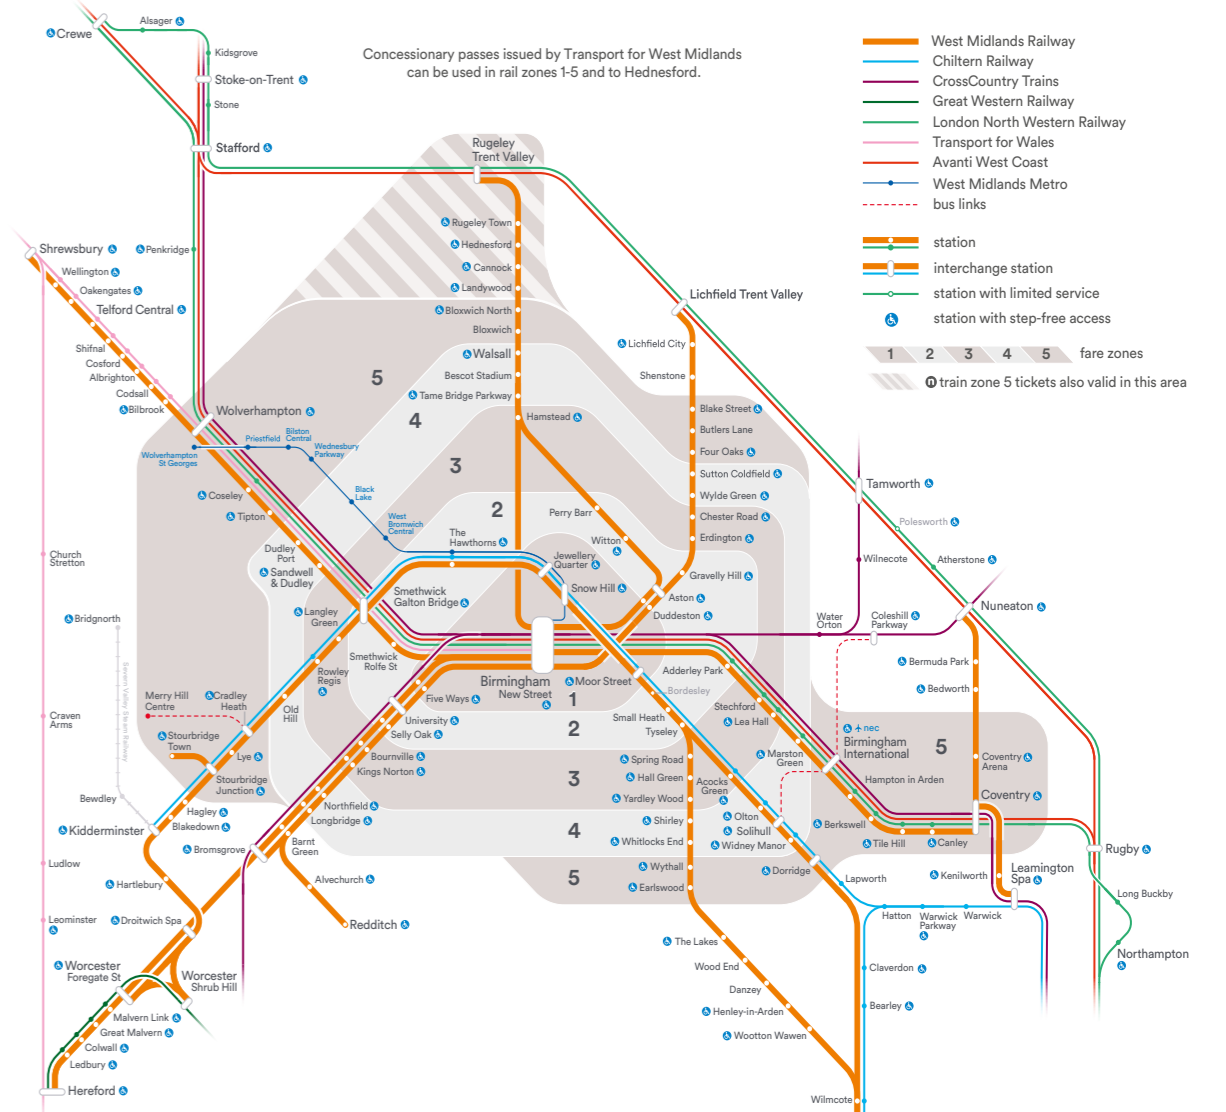 Concessionary passes issued by Transport for West Midlands
can be used in rail zones 1-5 and to Hednesford.
West Midlands Railway
Chiltern Railway
CrossCountry Trains
Great Western Railway
London North Western Railway
Transport for Wales
Avanti West Coast
West Midlands Metro
bus links
station
interchange station
station with limited service
station with step-free access
1 2 3 4 5 fare zones
n train zone 5 tickets also valid in this area
Crewe
Alsager
Kidsgrove
Stoke-on-Trent
Stone
Stafford
Rugeley
Trent Valley
Rugeley Town
Hednesford
Cannock
Landywood
Bloxwich North
Bloxwich
Walsall
Bescot Stadium
Tame Bridge Parkway
Hamstead
Perry Barr
Witton
Penkridge
Shrewsbury
Wellington
Oakengates
Telford Central
Shifnal
Cosford
Albrighton
Codsall
Bilbrook
Wolverhampton
Wolverhampton
St Georges
Priestfield
Bilston
Central
Wednesbury
Parkway
Black
Lake
West
Bromwich
Central
The
Hawthorns
Jewellery
Quarter
Snow Hill
Coseley
Tipton
Dudley
Port
Sandwell
& Dudley
Langley
Green
Smethwick
Galton Bridge
Smethwick
Rolfe St
Rowley
Regis
Old
Hill
Cradley
Heath
Merry Hill
Centre
Stourbridge
Town
Lye
Stourbridge
Junction
Hagley
Blakedown
Kidderminster
Bewdley
Bridgnorth
Severn Valley Steam Railway
Church
Stretton
Craven
Arms
Ludlow
Leominster
Hereford
Hartlebury
Droitwich Spa
Worcester
Foregate St
Worcester
Shrub Hill
Malvern Link
Great Malvern
Colwall
Ledbury
Bromsgrove
Barnt
Green
Alvechurch
Redditch
Longbridge
Northfield
Kings Norton
Bournville
Selly Oak
University
Five Ways
Birmingham
New Street
Moor Street
Bordesley
Small Heath
Tyseley
Adderley Park
Stechford
Lea Hall
Marston
Green
nec
Birmingham
International
Hampton in Arden
Berkswell
Tile Hill
Canley
Coventry
Coventry
Arena
Bedworth
Bermuda Park
Nuneaton
Coleshill
Parkway
Water
Orton
Wilnecote
Tamworth
Polesworth
Atherstone
Lichfield Trent Valley
Lichfield City
Shenstone
Blake Street
Butlers Lane
Four Oaks
Sutton Coldfield
Wylde Green
Chester Road
Erdington
Gravelly Hill
Aston
Duddeston
Spring Road
Hall Green
Yardley Wood
Shirley
Whitlocks End
Wythall
Earlswood
The Lakes
Wood End
Danzey
Henley-in-Arden
Wootton Wawen
Wilmcote
Acocks
Green
Olton
Solihull
Widney Manor
Dorridge
Lapworth
Hatton
Warwick
Parkway
Warwick
Claverdon
Bearley
Leamington
Spa
Kenilworth
Rugby
Long Buckby
Northampton
5
4
3
2
1
2
3
4
5
5